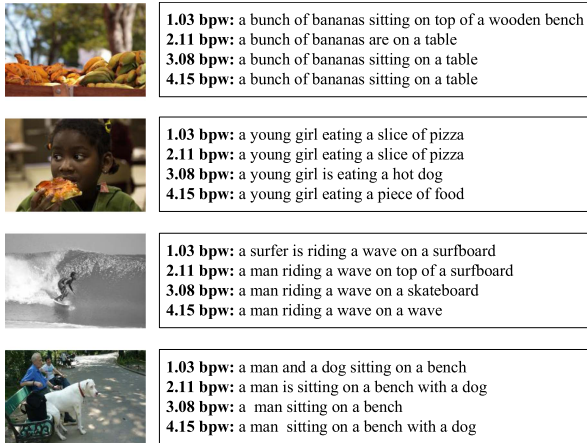 1.03 bpw: a bunch of bananas sitting on top of a wooden bench
2.11 bpw: a bunch of bananas are on a table
3.08 bpw: a bunch of bananas sitting on a table
4.15 bpw: a bunch of bananas sitting on a table
1.03 bpw: a young girl eating a slice of pizza
2.11 bpw: a young girl eating a slice of pizza
3.08 bpw: a young girl is eating a hot dog
4.15 bpw: a young girl eating a piece of food
1.03 bpw: a surfer is riding a wave on a surfboard
2.11 bpw: a man riding a wave on top of a surfboard
3.08 bpw: a man riding a wave on a skateboard
4.15 bpw: a man riding a wave on a wave
1.03 bpw: a man and a dog sitting on a bench
2.11 bpw: a man is sitting on a bench with a dog
3.08 bpw: a  man sitting on a bench
4.15 bpw: a man  sitting on a bench with a dog